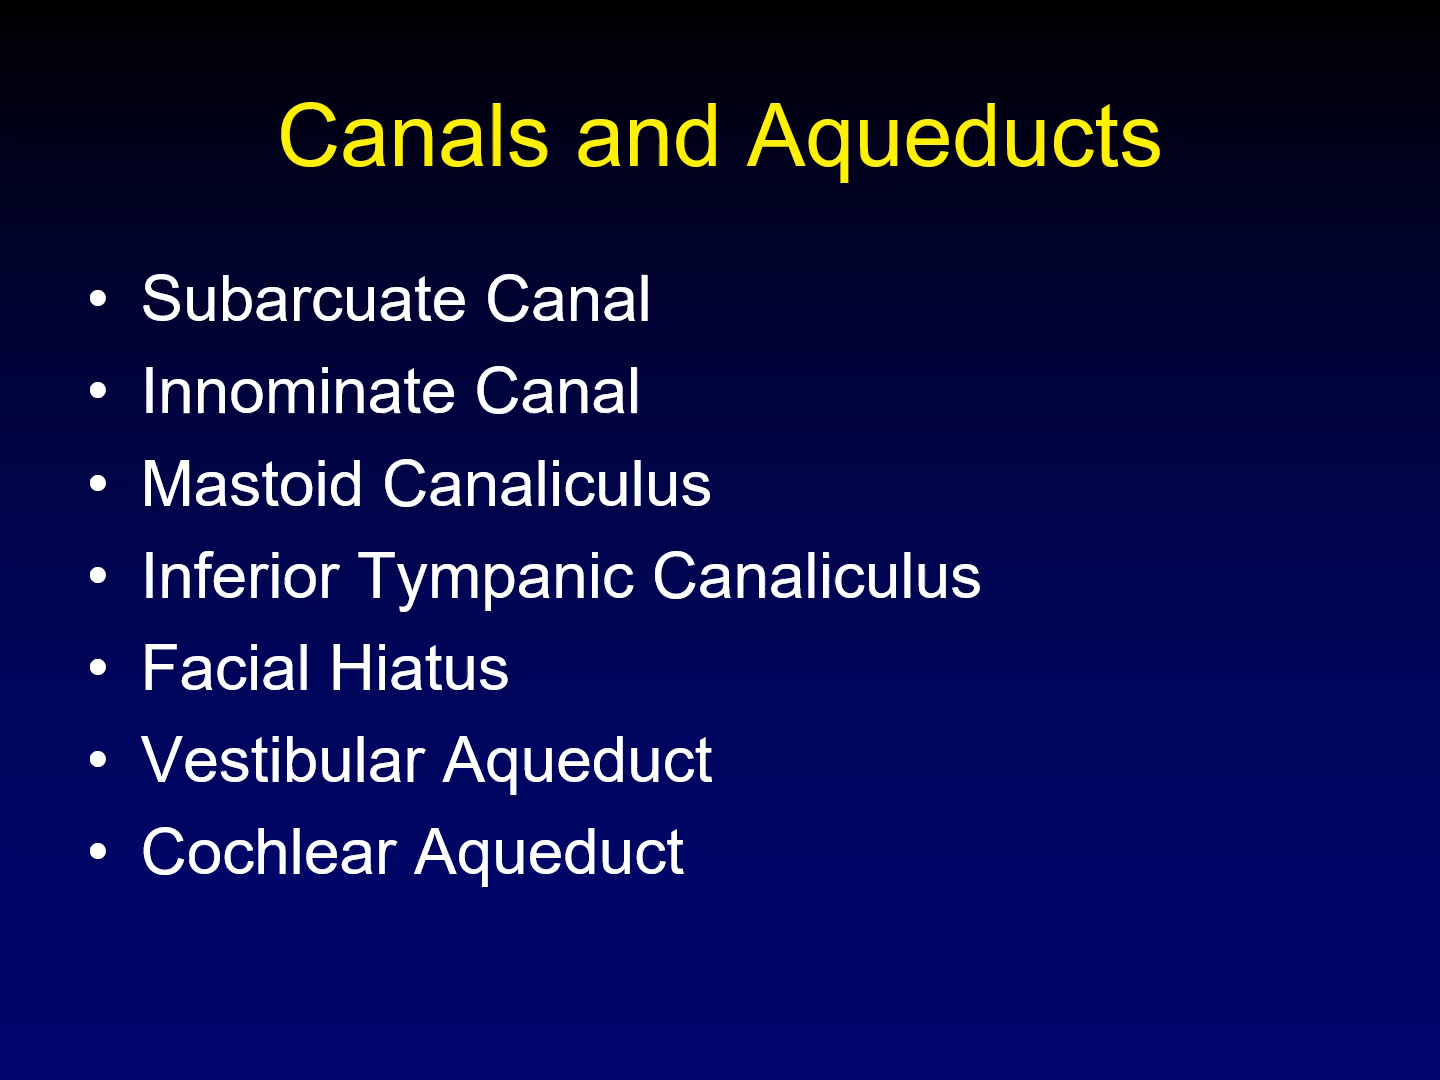 Canals and Aqueducts
• Subarcuate Canal
• Innominate Canal
• Mastoid Canaliculus
• Inferior Tympanic Canaliculus
• Facial Hiatus
• Vestibular Aqueduct
• Cochlear Aqueduct